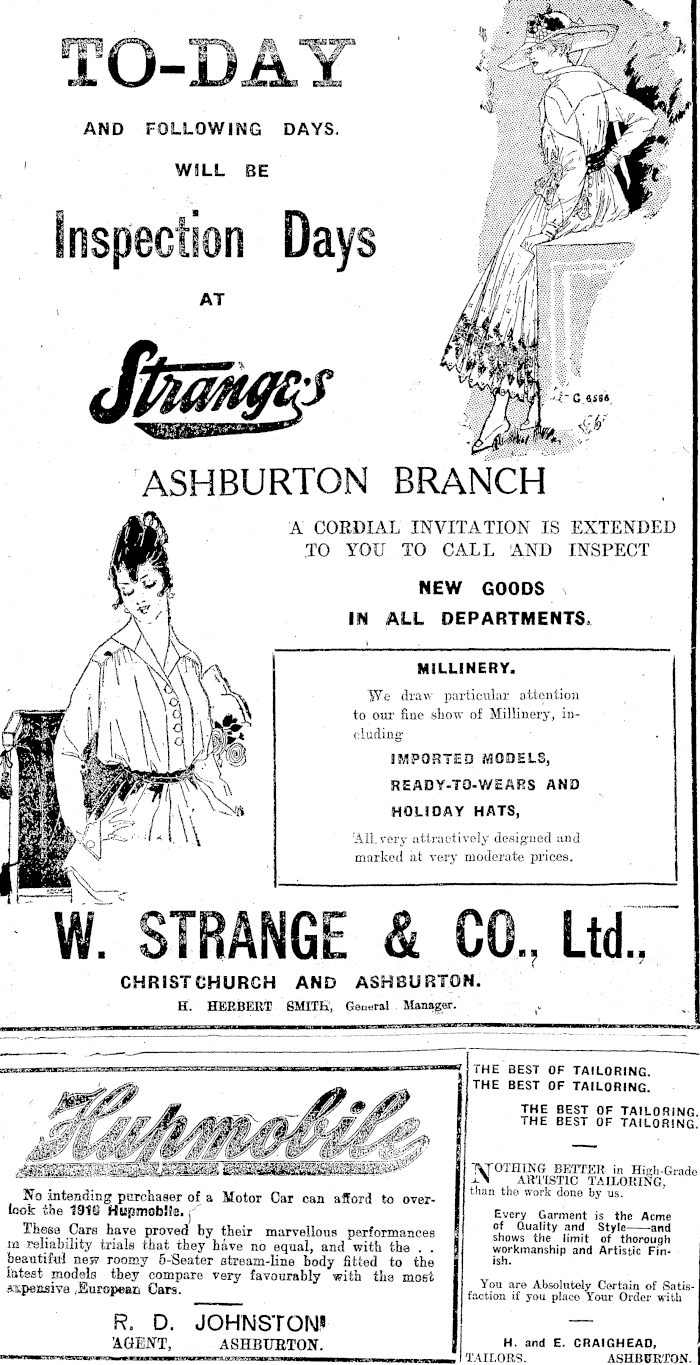 TO-DAY
AND FOLLOWING DAYS.
WILL BE
Inspection Days
AT
Strange's
C 6586
ASHBURTON BRANCH
A CORDIAL INVITATION IS EXTENDED
TO YOU TO CALL AND INSPECT
NEW GOODS
IN ALL DEPARTMENTS.
MILLINERY.
We draw particular attention
to our fine show of Millinery, in-
cluding
IMPORTED MODELS,
READY-TO-WEARS AND
HOLIDAY HATS,
All very attractively designed and
marked at very moderate prices.
W. STRANGE & CO., Ltd.,
CHRISTCHURCH AND ASHBURTON.
H. HERBERT SMITH, General Manager.
Hupmobile
No intending purchaser of a Motor Car can afford to over-
look the 1916 Hupmobile.
These Cars have proved by their marvellous performances
in reliability trials that they have no equal, and with the . .
beautiful new roomy 5-Seater stream-line body fitted to the
latest models they compare very favourably with the most
expensive European Cars.
R. D. JOHNSTON
AGENT, ASHBURTON.
THE BEST OF TAILORING.
THE BEST OF TAILORING.
THE BEST OF TAILORING.
THE BEST OF TAILORING.
NOTHING BETTER in High-Grade
ARTISTIC TAILORING,
than the work done by us.
Every Garment is the Acme
of Quality and Style—and
shows the limit of thorough
workmanship and Artistic Fin-
ish.
You are Absolutely Certain of Satis-
faction if you place Your Order with
H. and E. CRAIGHEAD,
TAILORS. ASHBURTON.